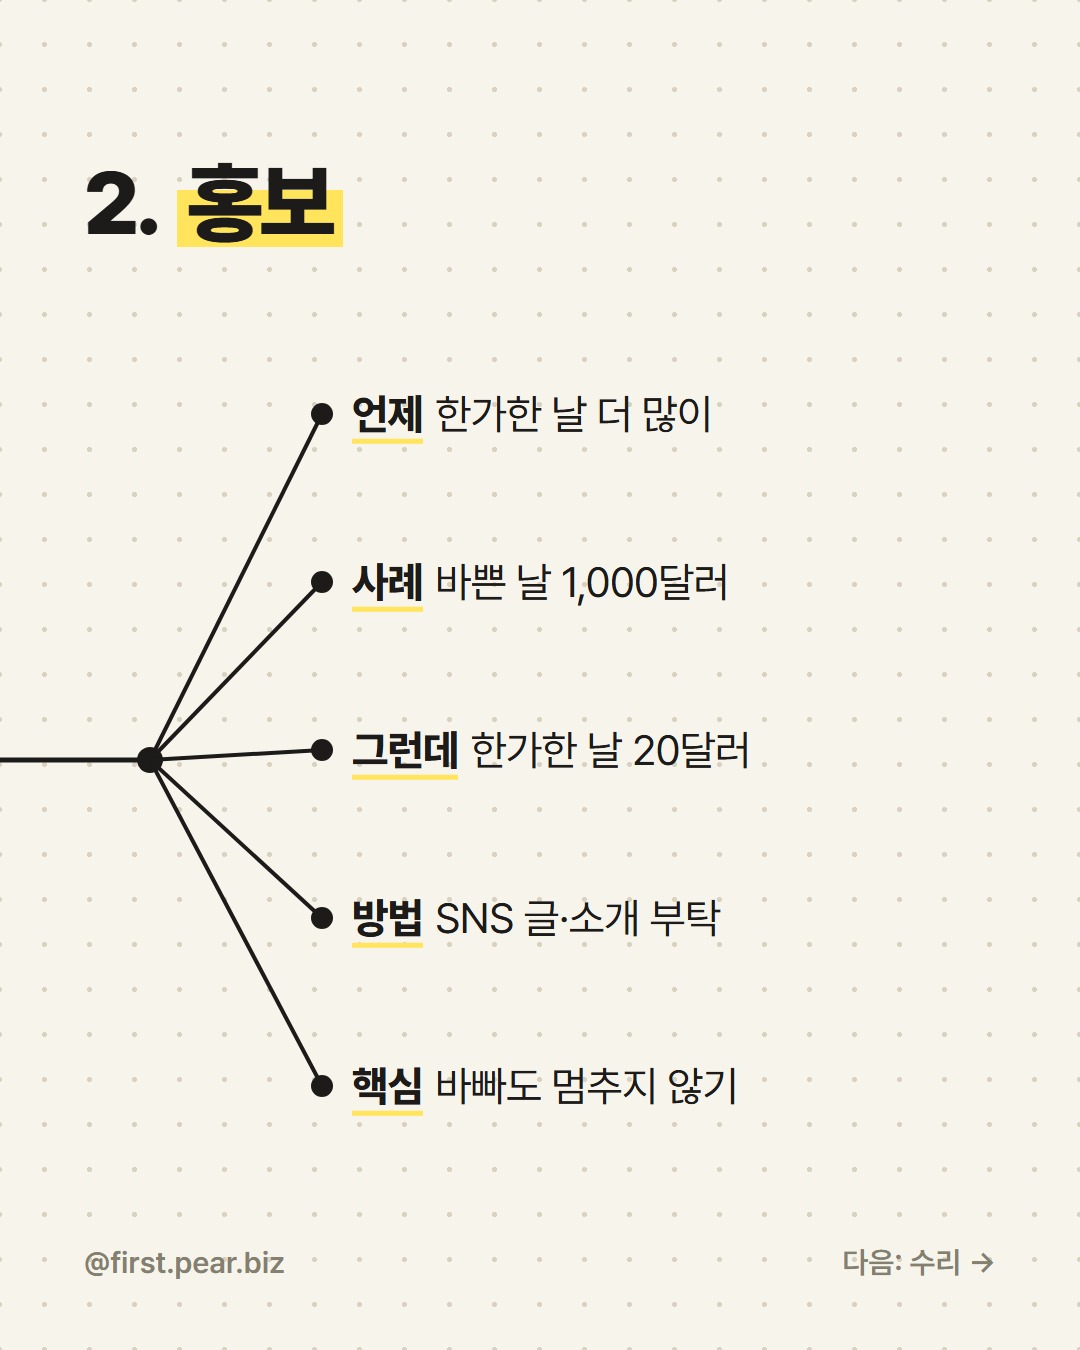 2. 홍보
언제 한가한 날 더 많이
사례 바쁜 날 1,000달러
그런데 한가한 날 20달러
방법 SNS 글·소개 부탁
핵심 바빠도 멈추지 않기
@first.pear.biz
다음: 수리 →